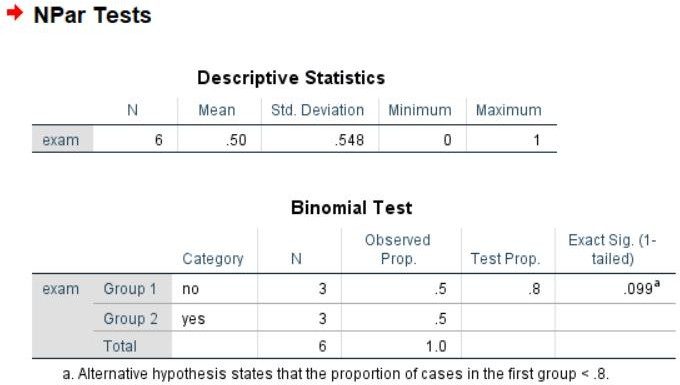 NPar Tests
Descriptive Statistics
N Mean Std. Deviation Minimum Maximum
exam 6 .50 .548 0 1
Binomial Test
Category N Observed Prop. Test Prop. Exact Sig. (1-tailed)
exam Group 1 no 3 .5 .8 .099a
Group 2 yes 3 .5
Total 6 1.0
a. Alternative hypothesis states that the proportion of cases in the first group < .8.